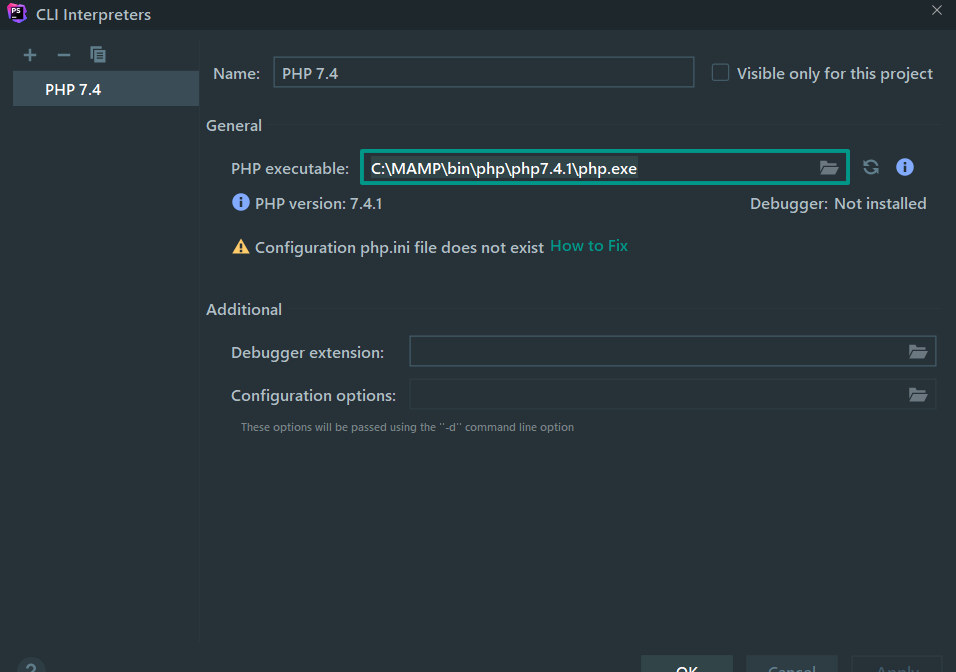 PS CLI Interpreters
PHP 7.4
Name: PHP 7.4 Visible only for this project
General
PHP executable: C:\MAMP\bin\php\php7.4.1\php.exe
PHP version: 7.4.1 Debugger: Not installed
Configuration php.ini file does not exist How to Fix
Additional
Debugger extension:
Configuration options:
These options will be passed using the ''-d'' command line option
? OK Cancel Apply